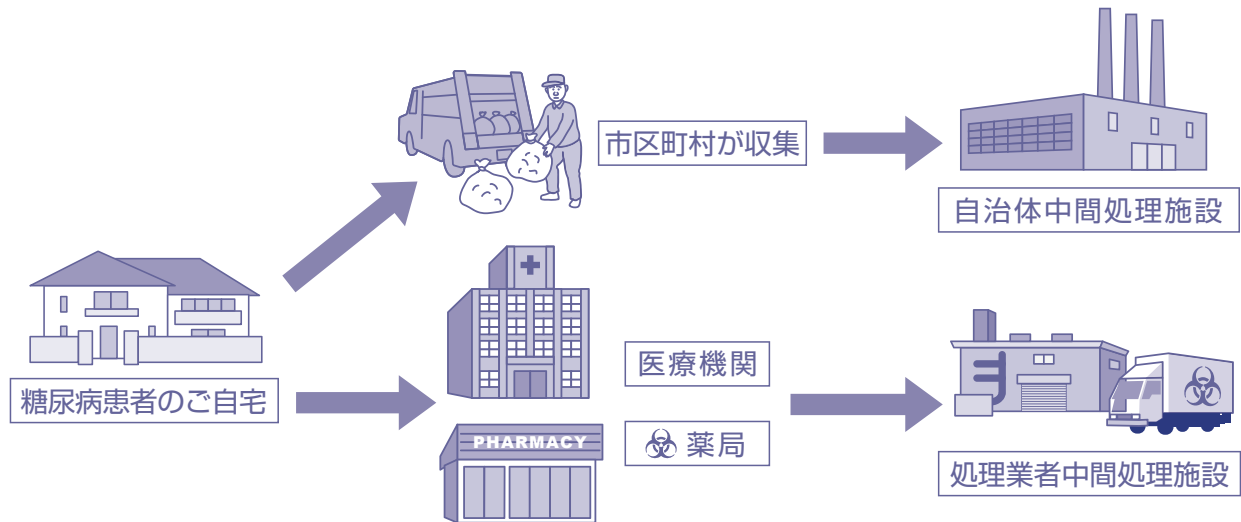 市区町村が収集
自治体中間処理施設
糖尿病患者のご自宅
医療機関
PHARMACY
薬局
処理業者中間処理施設